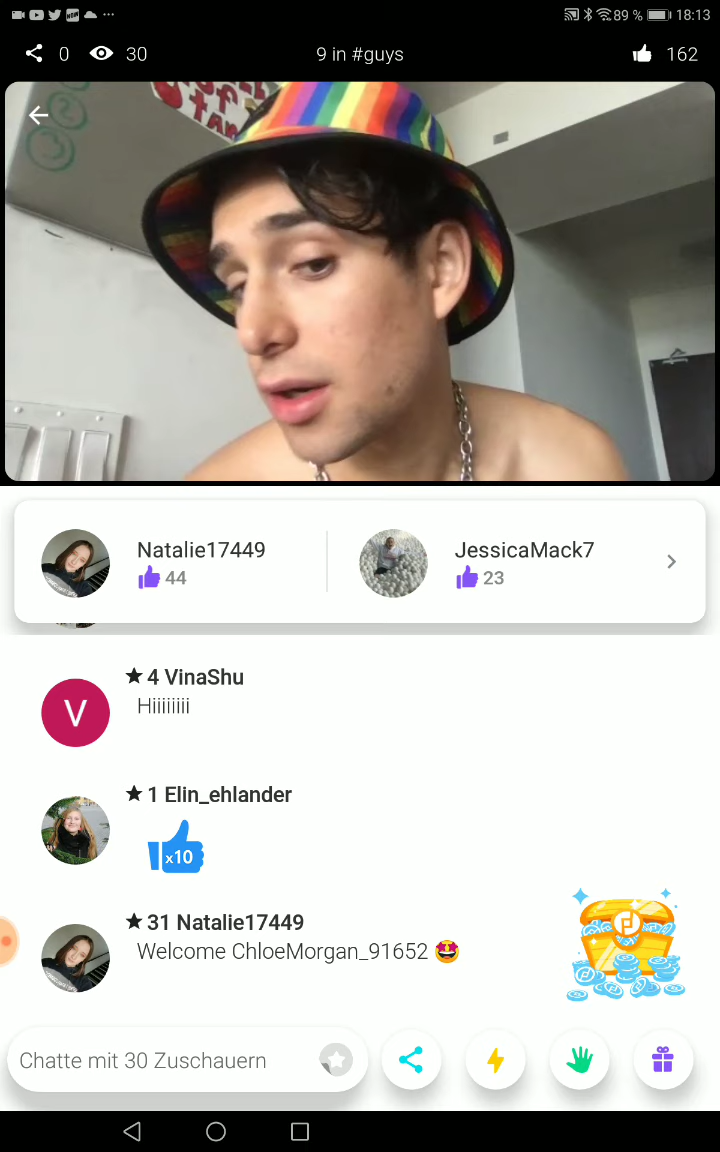 89 % 18:13
0 30 9 in #guys 162
Natalie17449
44
JessicaMack7
23
★ 4 VinaShu
V
Hiiiiiiii
★ 1 Elin_ehlander
x10
★ 31 Natalie17449
Welcome ChloeMorgan_91652 🤩
Chatte mit 30 Zuschauern